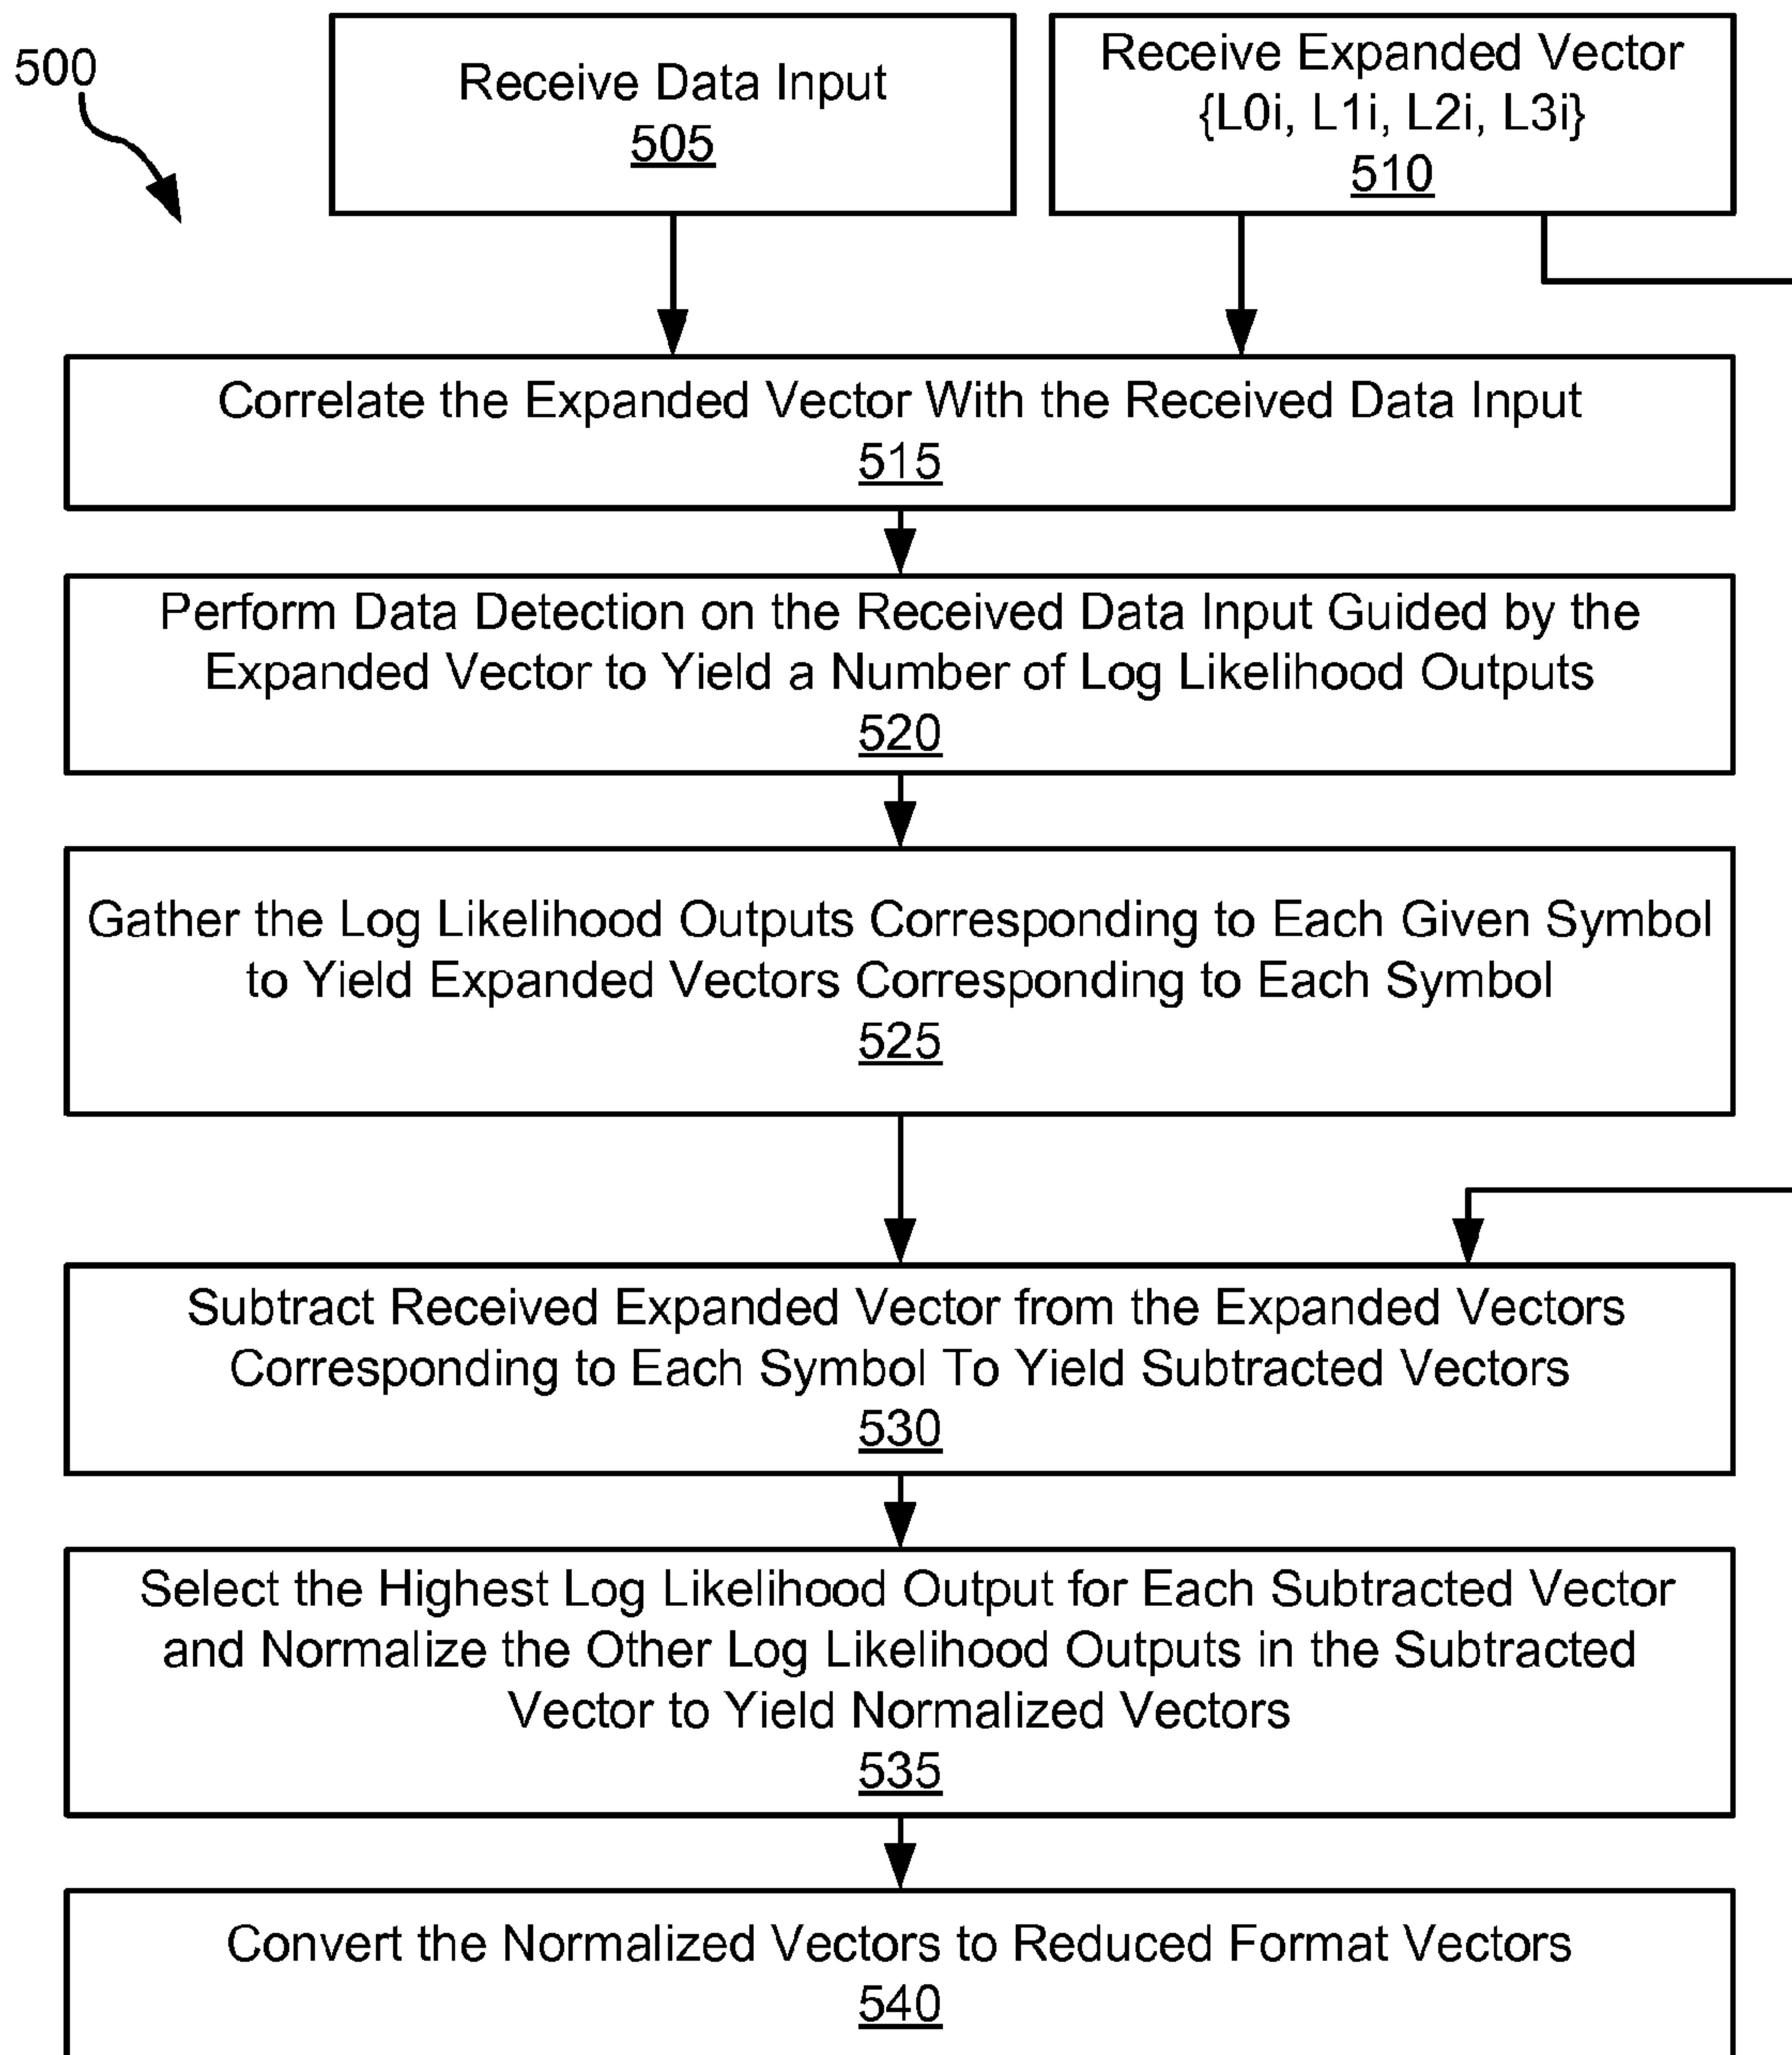 500
Receive Data Input
505
Receive Expanded Vector
{L0i, L1i, L2i, L3i}
510
Correlate the Expanded Vector With the Received Data Input
515
Perform Data Detection on the Received Data Input Guided by the
Expanded Vector to Yield a Number of Log Likelihood Outputs
520
Gather the Log Likelihood Outputs Corresponding to Each Given Symbol
to Yield Expanded Vectors Corresponding to Each Symbol
525
Subtract Received Expanded Vector from the Expanded Vectors
Corresponding to Each Symbol To Yield Subtracted Vectors
530
Select the Highest Log Likelihood Output for Each Subtracted Vector
and Normalize the Other Log Likelihood Outputs in the Subtracted
Vector to Yield Normalized Vectors
535
Convert the Normalized Vectors to Reduced Format Vectors
540